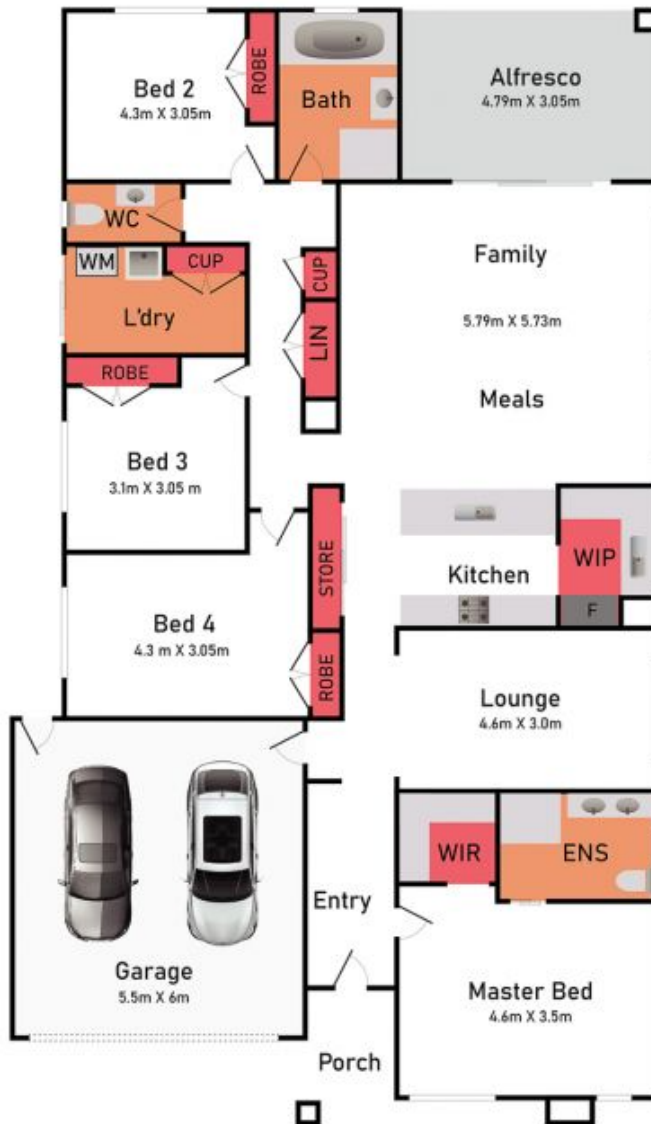 Bed 2
4.3m X 3.05m
ROBE
Bath
Alfresco
4.79m X 3.05m
WC
WM
CUP
L'dry
CUP
LIN
Family
5.79m X 5.73m
Meals
ROBE
Bed 3
3.1m X 3.05 m
STORE
Kitchen
WIP
F
Bed 4
4.3 m X 3.05m
ROBE
Lounge
4.6m X 3.0m
WIR
ENS
Entry
Garage
5.5m X 6m
Master Bed
4.6m X 3.5m
Porch